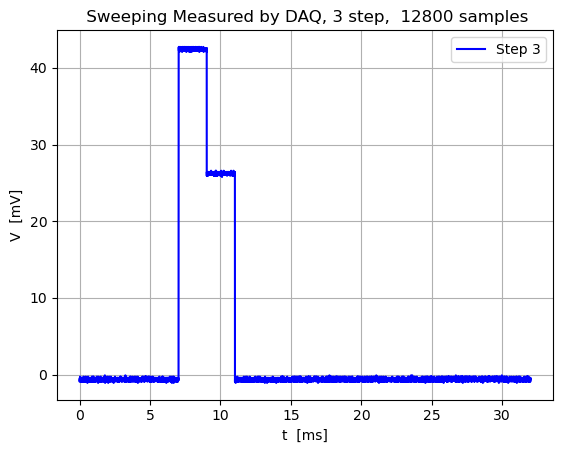 Sweeping Measured by DAQ, 3 step,  12800 samples
Step 3
40
30
20
10
0
V  [mV]
0 5 10 15 20 25 30
t  [ms]